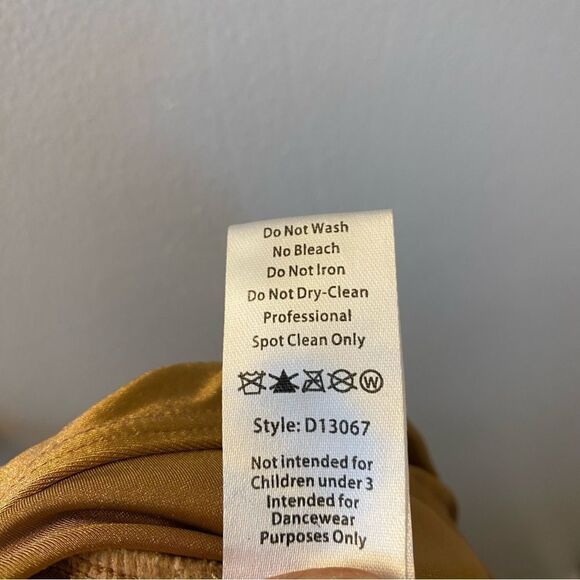 Do Not Wash
No Bleach
Do Not Iron
Do Not Dry-Clean
Professional
Spot Clean Only
W
Style: D13067
Not intended for
Children under 3
Intended for
Dancewear
Purposes Only